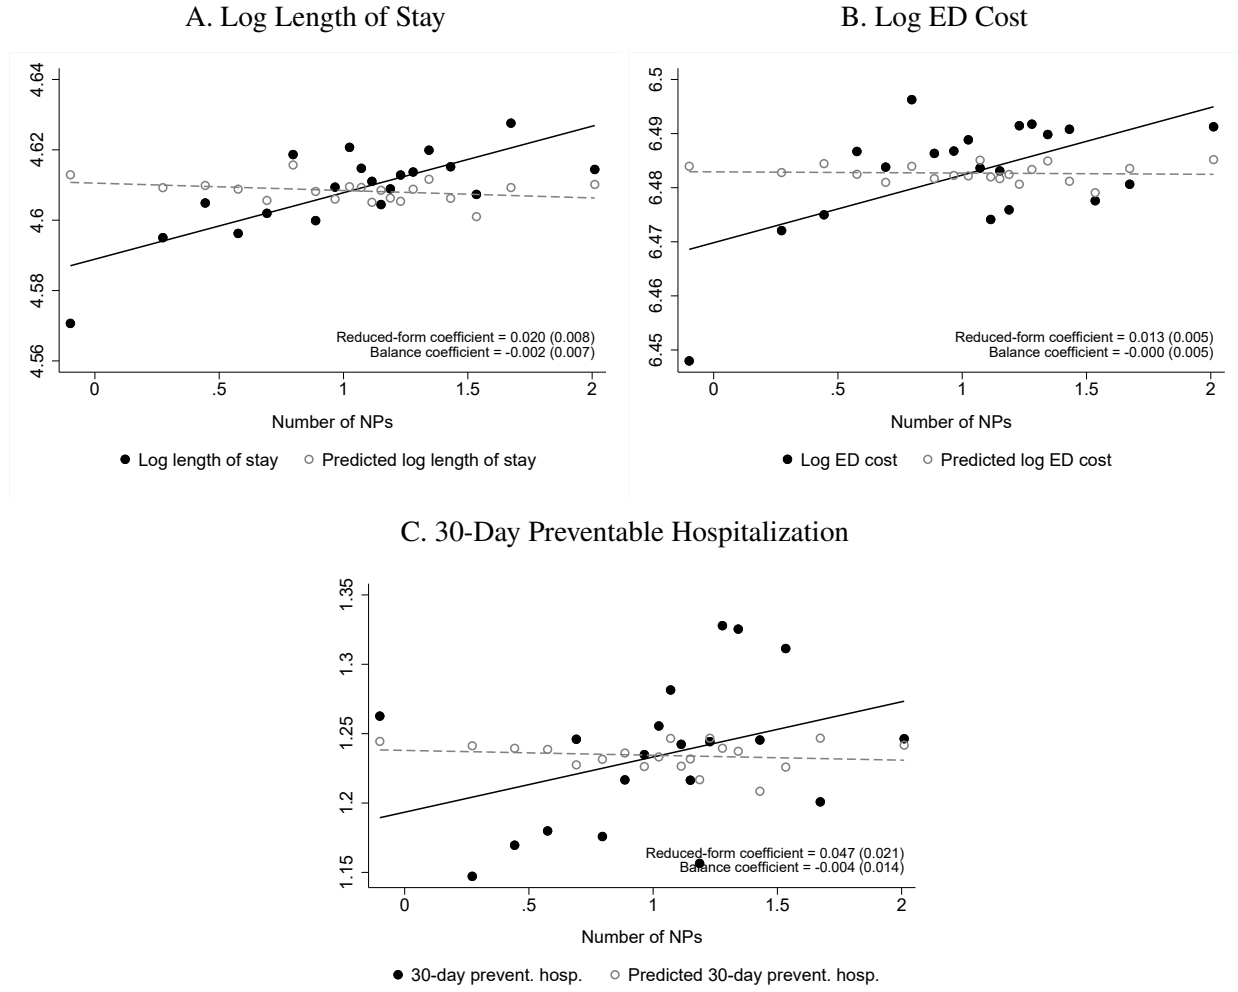 A. Log Length of Stay
4.64
4.62
4.6
4.58
4.56
Reduced-form coefficient = 0.020 (0.008)
Balance coefficient = -0.002 (0.007)
0 .5 1 1.5 2
Number of NPs
Log length of stay Predicted log length of stay
B. Log ED Cost
6.5
6.49
6.48
6.47
6.46
6.45
Reduced-form coefficient = 0.013 (0.005)
Balance coefficient = -0.000 (0.005)
0 .5 1 1.5 2
Number of NPs
Log ED cost Predicted log ED cost
C. 30-Day Preventable Hospitalization
1.35
1.3
1.25
1.2
1.15
Reduced-form coefficient = 0.047 (0.021)
Balance coefficient = -0.004 (0.014)
0 .5 1 1.5 2
Number of NPs
30-day prevent. hosp. Predicted 30-day prevent. hosp.